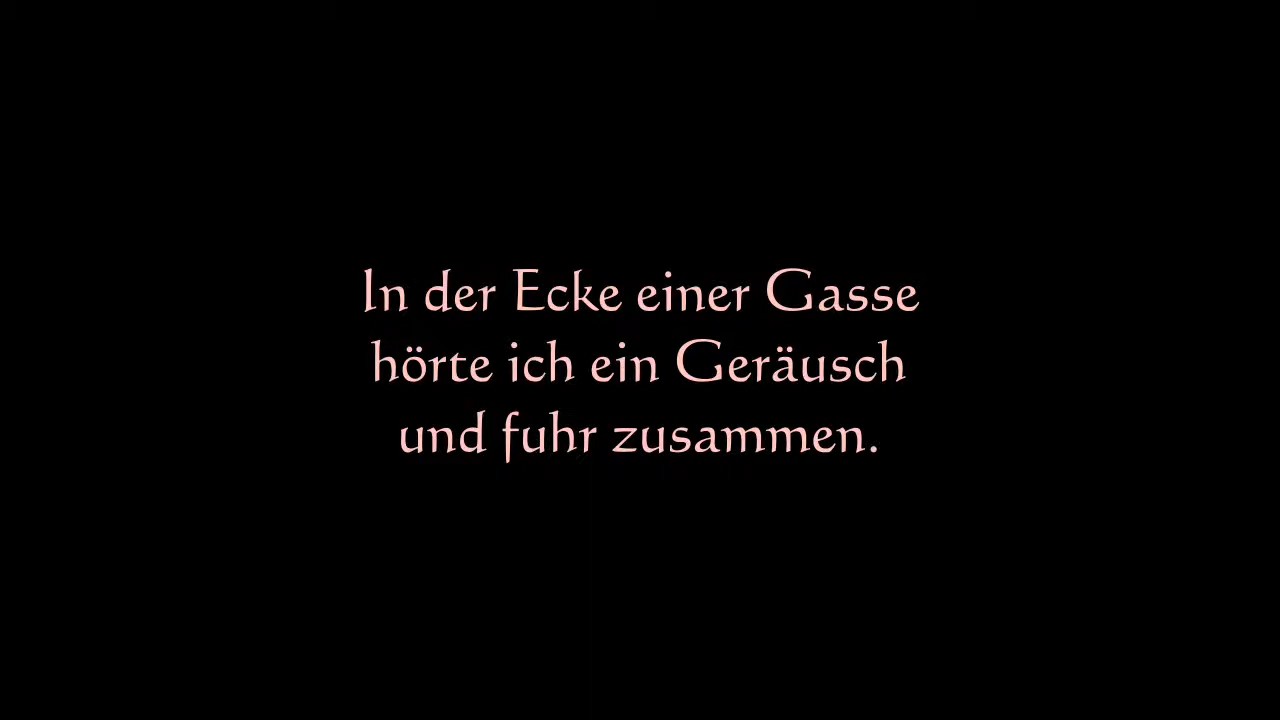 In der Ecke einer Gasse
hörte ich ein Geräusch
und fuhr zusammen.